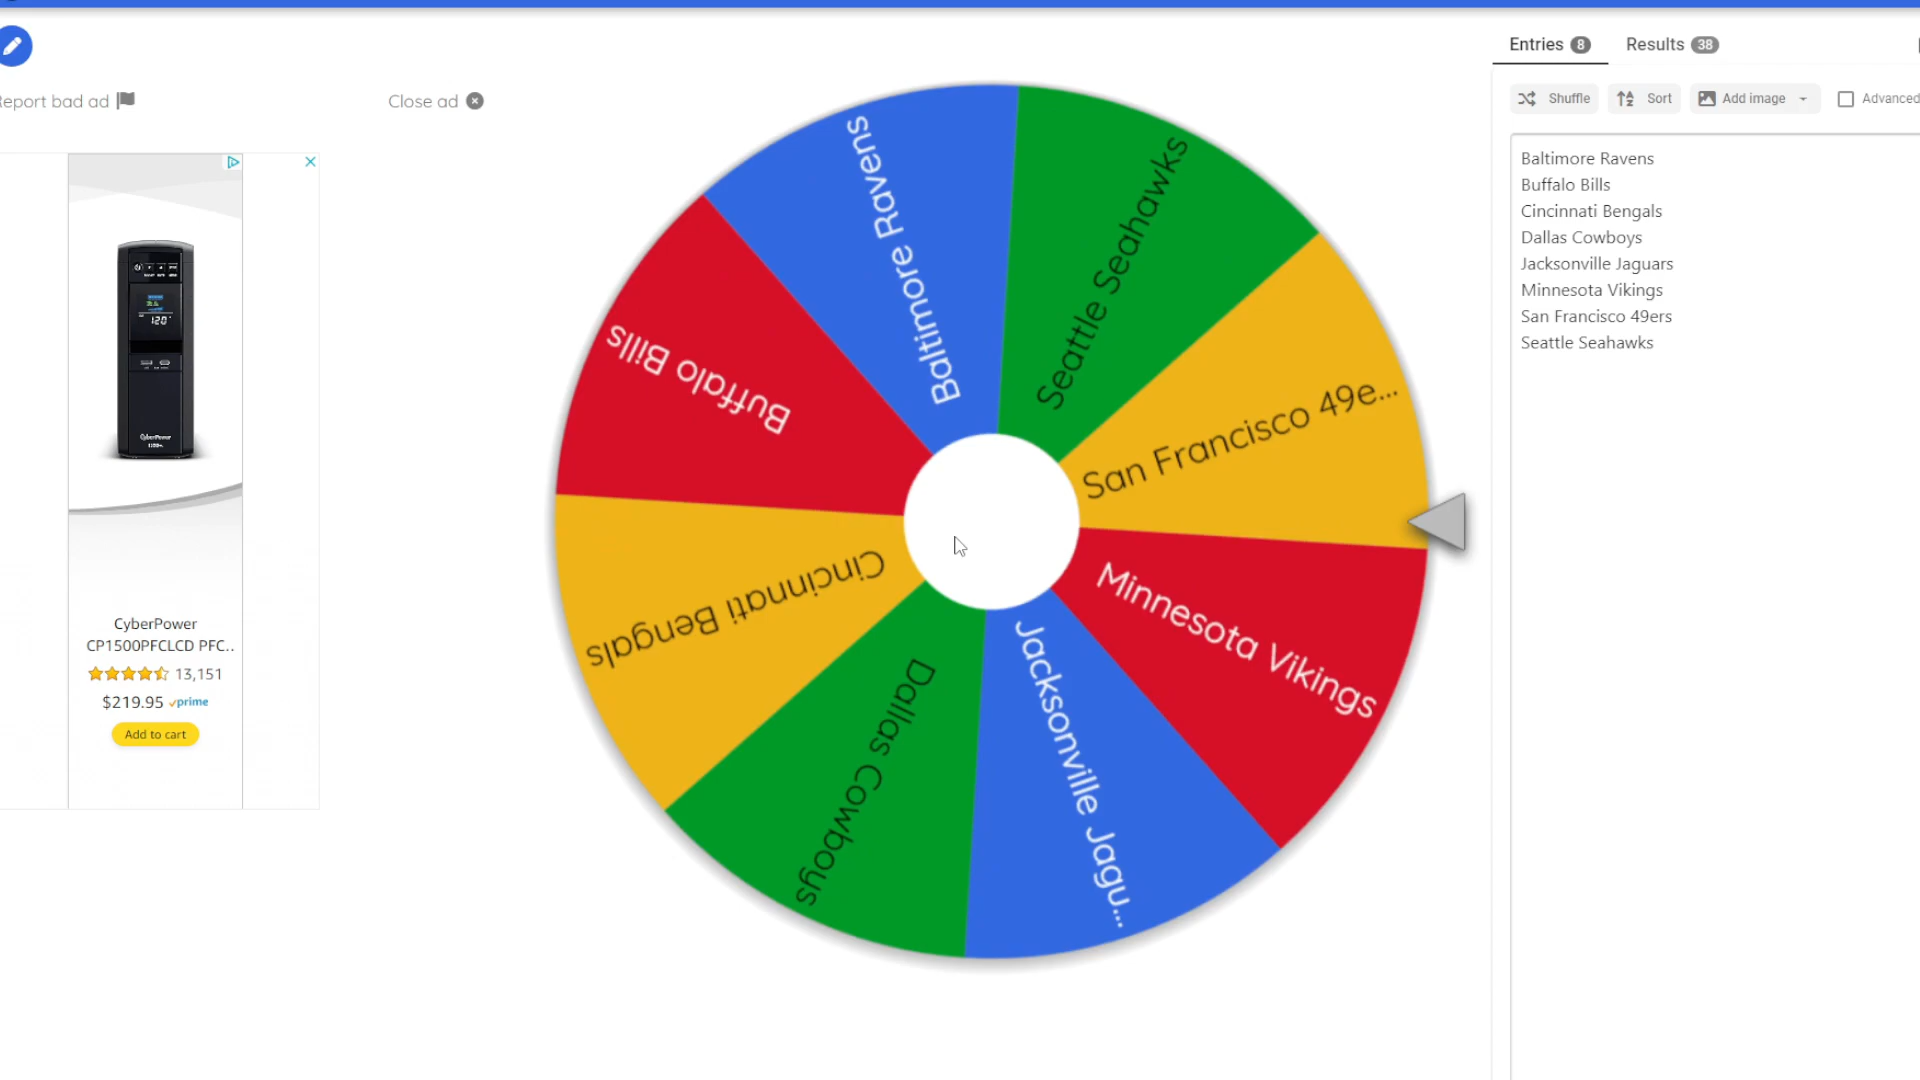 Entries 8
Results 38
Report bad ad
Close ad
Shuffle
Sort
Add image
Advanced
Baltimore Ravens
Buffalo Bills
Cincinnati Bengals
Dallas Cowboys
Jacksonville Jaguars
Minnesota Vikings
San Francisco 49ers
Seattle Seahawks
Baltimore Ravens
Seattle Seahawks
San Francisco 49e...
Minnesota Vikings
Jacksonville Jagu...
Dallas Cowboys
Cincinnati Bengals
Buffalo Bills
120
CyberPower
CyberPower
CP1500PFCLCD PFC..
13,151
$219.95 prime
Add to cart